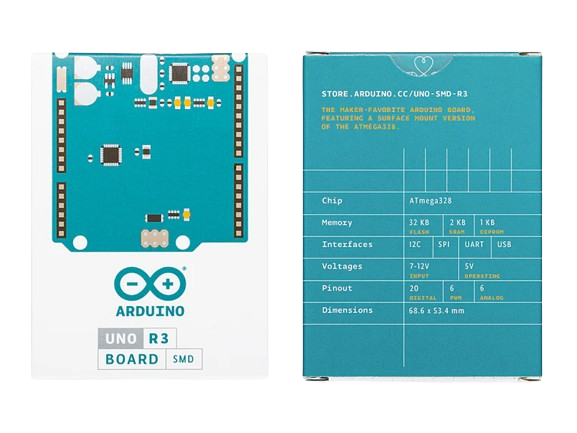 ARDUINO
UNO R3
BOARD SMD
STORE.ARDUINO.CC/UNO-SMD-R3
THE MAKER-FAVORITE ARDUINO BOARD,
FEATURING A SURFACE MOUNT VERSION
OF THE ATMEGA328.
Chip ATmega328
Memory 32 KB 2 KB 1 KB
FLASH SRAM EEPROM
Interfaces I2C SPI UART USB
Voltages 7-12V 5V
INPUT OPERATING
Pinout 20 6 6
DIGITAL PWM ANALOG
Dimensions 68.6 x 53.4 mm